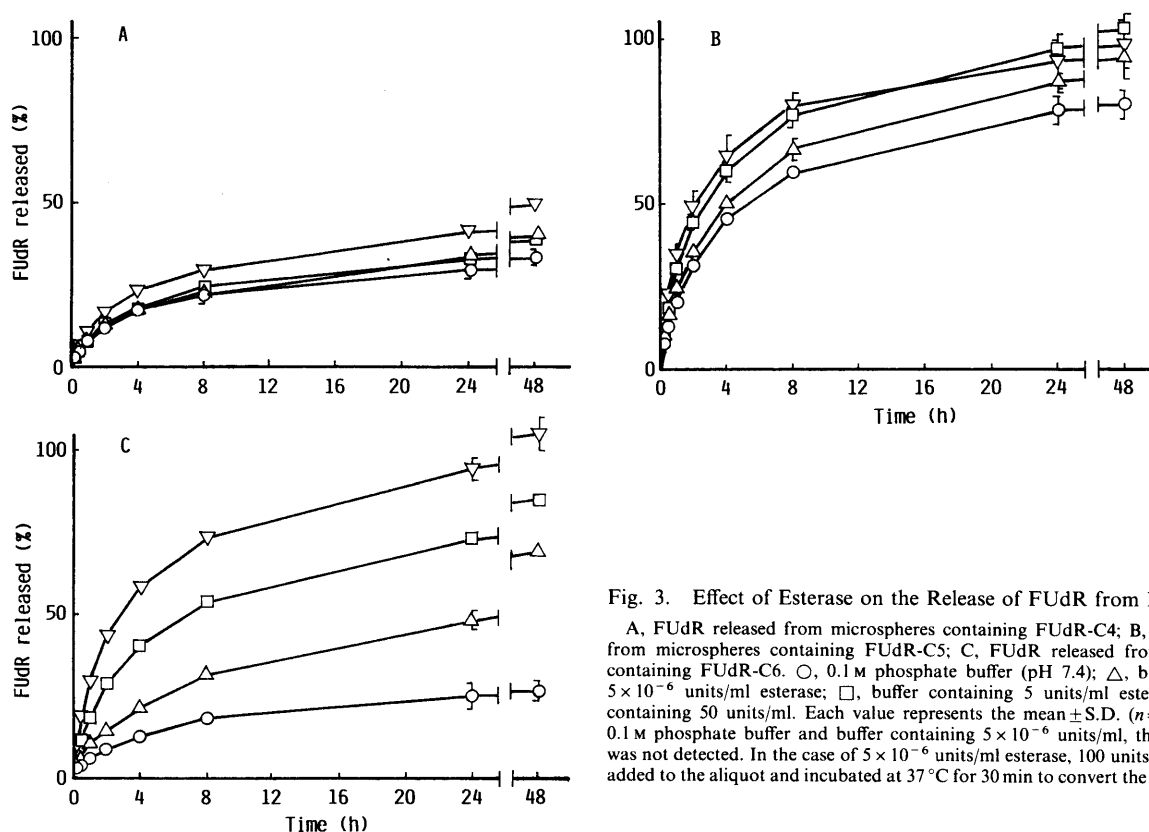 A
100
50
0
FUdR released (%)
0 4 8 12 16 20 24 48
B
100
50
0
0 4 8 12 16 20 24 48
Time (h)
C
100
50
0
FUdR released (%)
0 4 8 12 16 20 24 48
Time (h)
Fig. 3. Effect of Esterase on the Release of FUdR from
A, FUdR released from microspheres containing FUdR-C4; B,
from microspheres containing FUdR-C5; C, FUdR released fro
containing FUdR-C6. ○, 0.1 M phosphate buffer (pH 7.4); △, b
5 × 10⁻⁶ units/ml esterase; □, buffer containing 5 units/ml ester
containing 50 units/ml. Each value represents the mean ± S.D. (n=
0.1 M phosphate buffer and buffer containing 5 × 10⁻⁶ units/ml, th
was not detected. In the case of 5 × 10⁻⁶ units/ml esterase, 100 units
added to the aliquot and incubated at 37 °C for 30 min to convert the